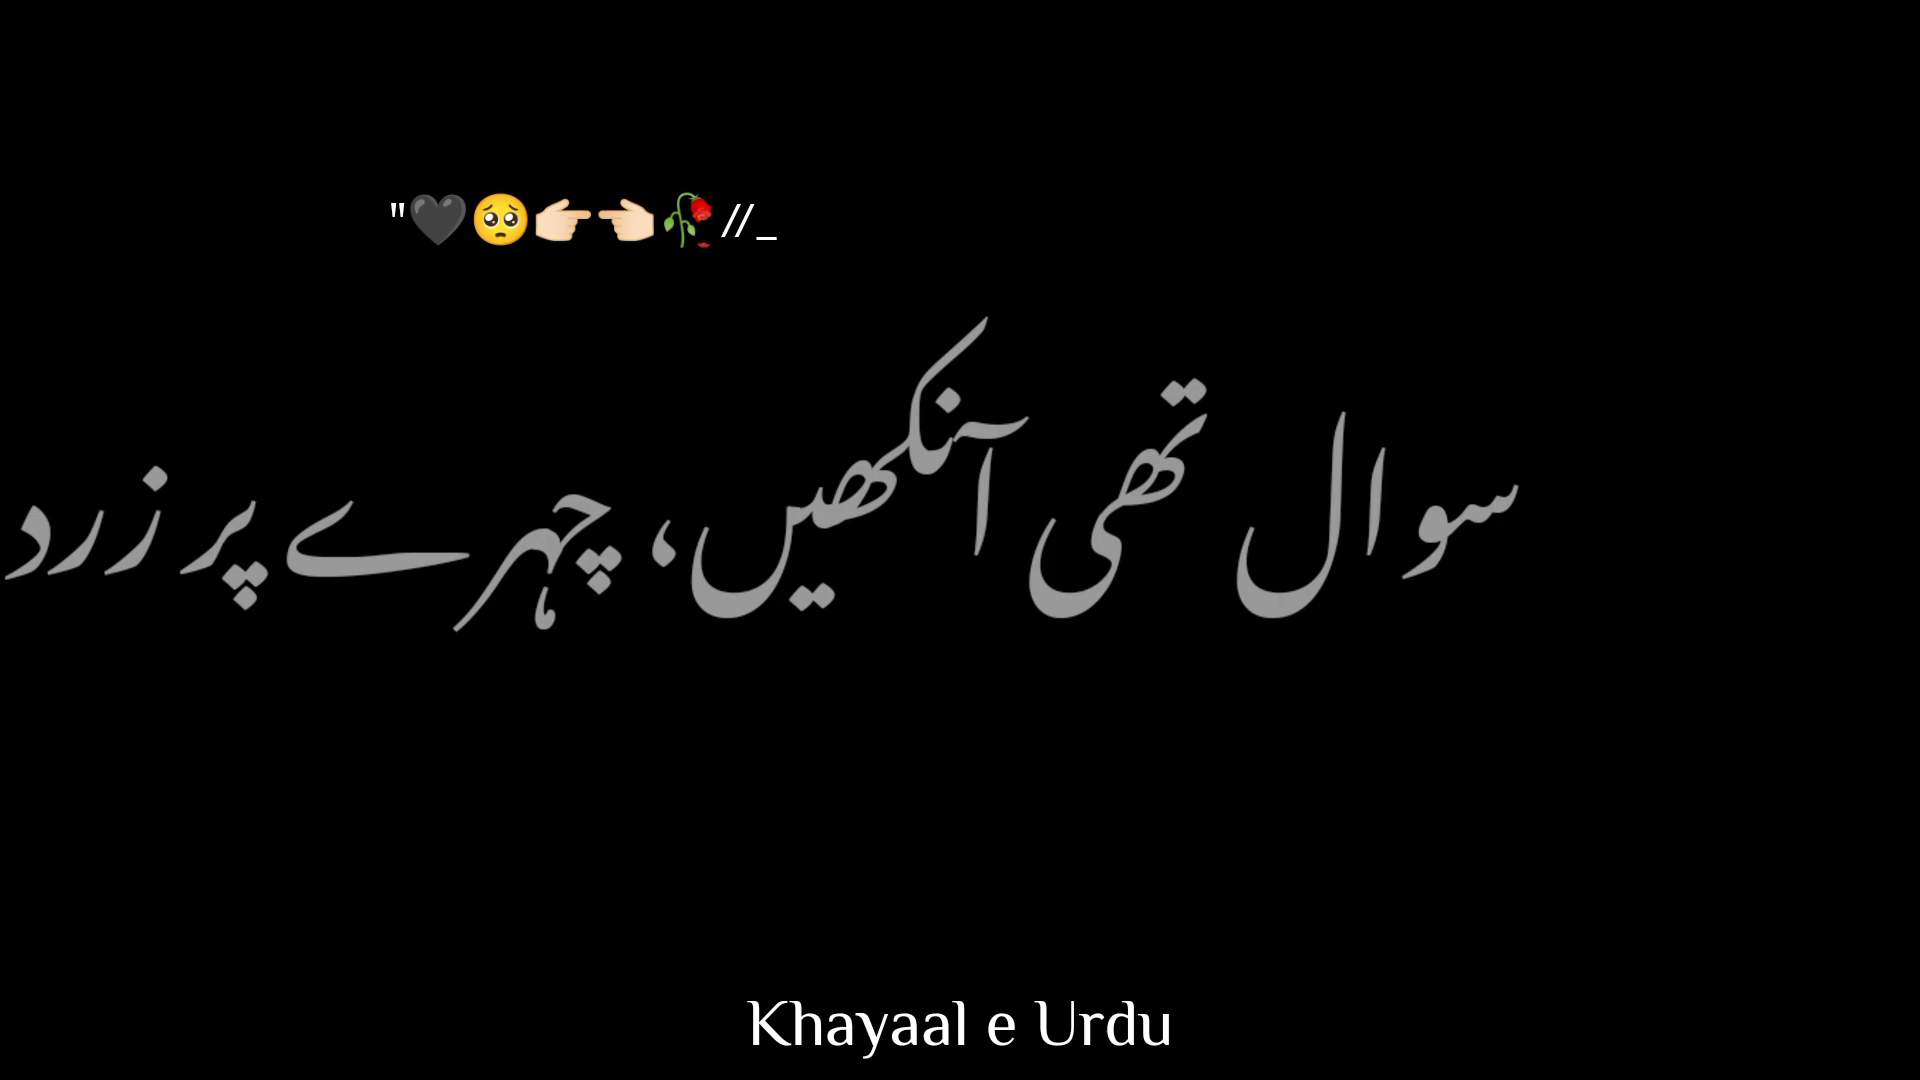 "🖤🥺👉🏻👈🏻🥀//_
سوال تھی آنکھیں، چہرے پر زرد
Khayaal e Urdu